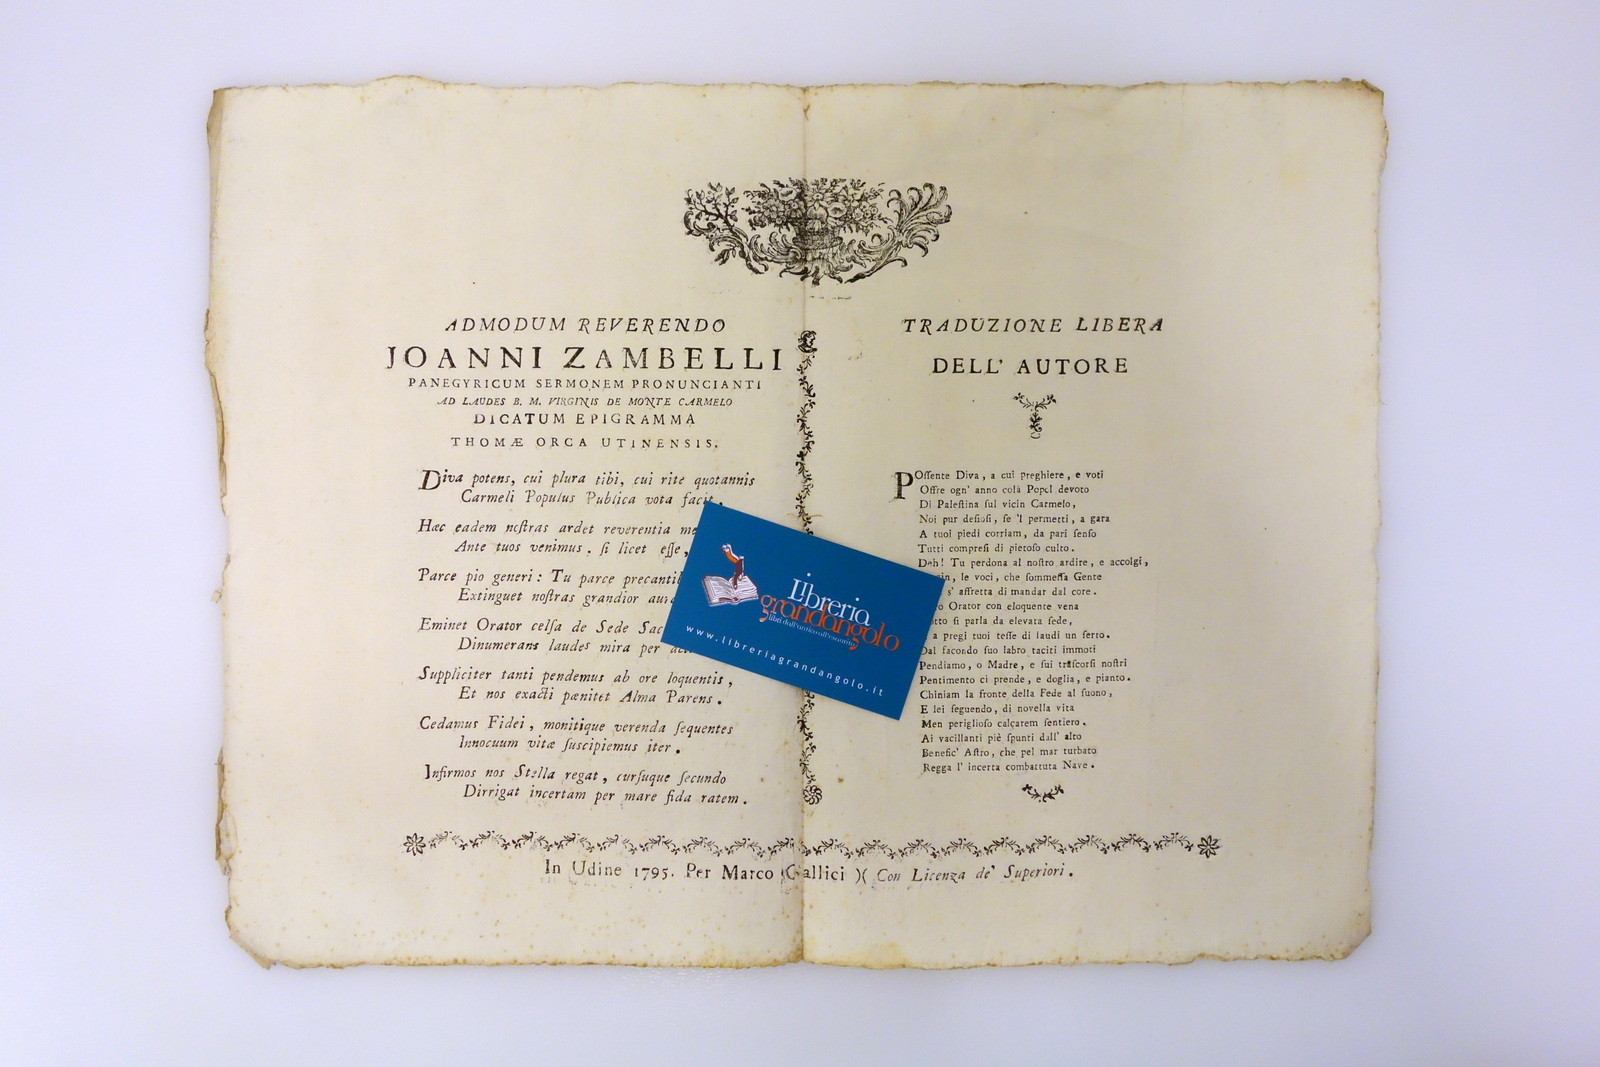 ADMODUM REVERENDO
JOANNI ZAMBELLI
PANEGYRICUM SERMONEM PRONUNCIANTI
AD LAUDES B. M. VIRGINIS DE MONTE CARMELO
DICATUM EPIGRAMMA
THOMÆ ORCA UTINENSIS.
Diva potens, cui plura tibi, cui rite quotannis
Carmeli Populus Publica vota facit.
Hæc eadem noſtras ardet reverentia
Ante tuos venimus, ſi licet eſſe,
Parce pio generi: Tu parce
Extinguet noſtras grandior
Eminet Orator celſa de Sede
Dinumerans laudes mira per
Suppliciter tanti pendemus ab ore loquentis,
Et nos exacti pœnitet Alma Parens.
Cedamus Fidei, monitique verenda ſequentes
Innocuum vitæ ſuscipiemus iter.
Infirmos nos Stella regat, curſuque ſecundo
Dirrigat incertam per mare fida ratem.
TRADUZIONE LIBERA
DELL' AUTORE
POſſente Diva, a cui preghiere, e voti
Offre ogn' anno colà Popol devoto
Di Paleſtina ſul vicin Carmelo,
Noi pur deſioſi, ſe 'l permetti, a gara
A tuoi piedi corriam, da pari ſenſo
Tutti compreſi di pietoſo culto.
Deh! Tu perdona al noſtro ardire, e accolgi,
le voci, che ſommeſſa Gente
s' affretta di mandar dal core.
Orator con eloquente vena
ſi parla da elevata ſede,
a pregi tuoi teſſe di laudi un ſerto.
Dal facondo ſuo labro taciti immoti
Pendiamo, o Madre, e ſui traſcorſi noſtri
Pentimento ci prende, e doglia, e pianto.
Chiniam la fronte della Fede al ſuono,
E lei ſeguendo, di novella vita
Men periglioſo calçarem ſentiero.
Ai vacillanti piè ſpunti dall' alto
Benefic' Aſtro, che pel mar turbato
Regga l' incerta combattuta Nave.
Libreria
grandangolo
libri dall'antico all'esaurito
www.libreriagrandangolo.it
In Udine 1795. Per Marco Gallici )( Con Licenza de' Superiori.